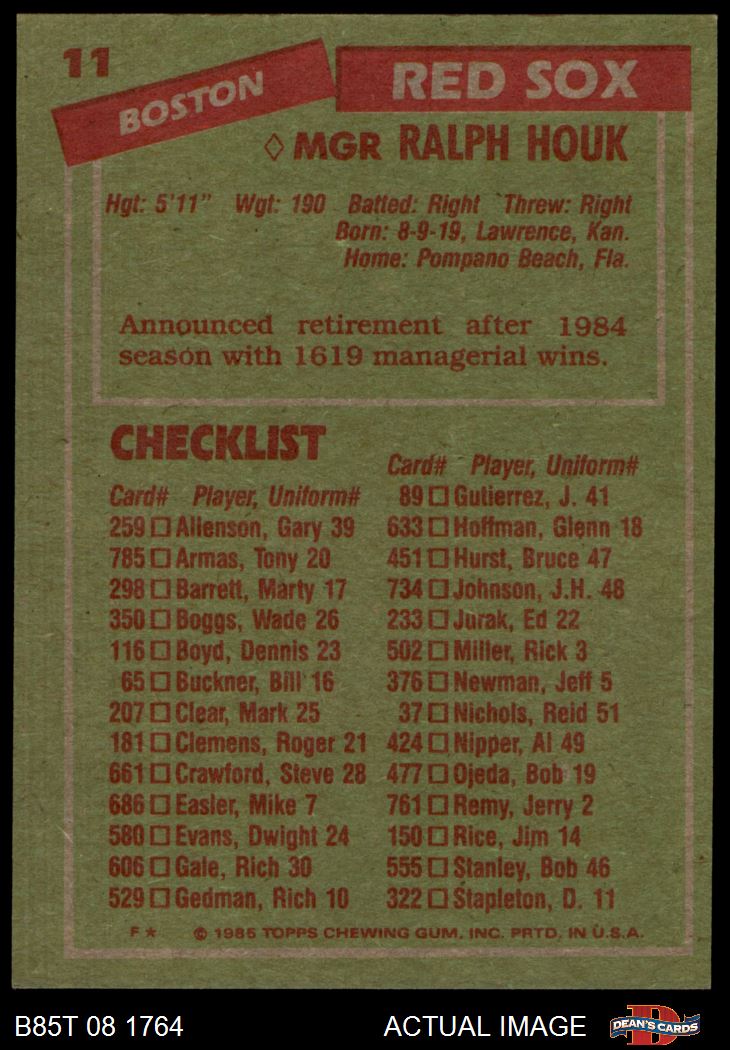 11
BOSTON
RED SOX
◇ MGR RALPH HOUK
Hgt: 5'11" Wgt: 190 Batted: Right Threw: Right
Born: 8-9-19, Lawrence, Kan.
Home: Pompano Beach, Fla.
Announced retirement after 1984
season with 1619 managerial wins.
CHECKLIST
Card# Player, Uniform#
259 ☐ Allenson, Gary 39
785 ☐ Armas, Tony 20
298 ☐ Barrett, Marty 17
350 ☐ Boggs, Wade 26
116 ☐ Boyd, Dennis 23
65 ☐ Buckner, Bill 16
207 ☐ Clear, Mark 25
181 ☐ Clemens, Roger 21
661 ☐ Crawford, Steve 28
686 ☐ Easler, Mike 7
580 ☐ Evans, Dwight 24
606 ☐ Gale, Rich 30
529 ☐ Gedman, Rich 10
Card# Player, Uniform#
89 ☐ Gutierrez, J. 41
633 ☐ Hoffman, Glenn 18
451 ☐ Hurst, Bruce 47
734 ☐ Johnson, J.H. 48
233 ☐ Jurak, Ed 22
502 ☐ Miller, Rick 3
376 ☐ Newman, Jeff 5
37 ☐ Nichols, Reid 51
424 ☐ Nipper, Al 49
477 ☐ Ojeda, Bob 19
761 ☐ Remy, Jerry 2
150 ☐ Rice, Jim 14
555 ☐ Stanley, Bob 46
322 ☐ Stapleton, D. 11
F★ © 1985 TOPPS CHEWING GUM, INC. PRTD. IN U.S.A.
B85T 08 1764
ACTUAL IMAGE
D
DEAN'S CARDS